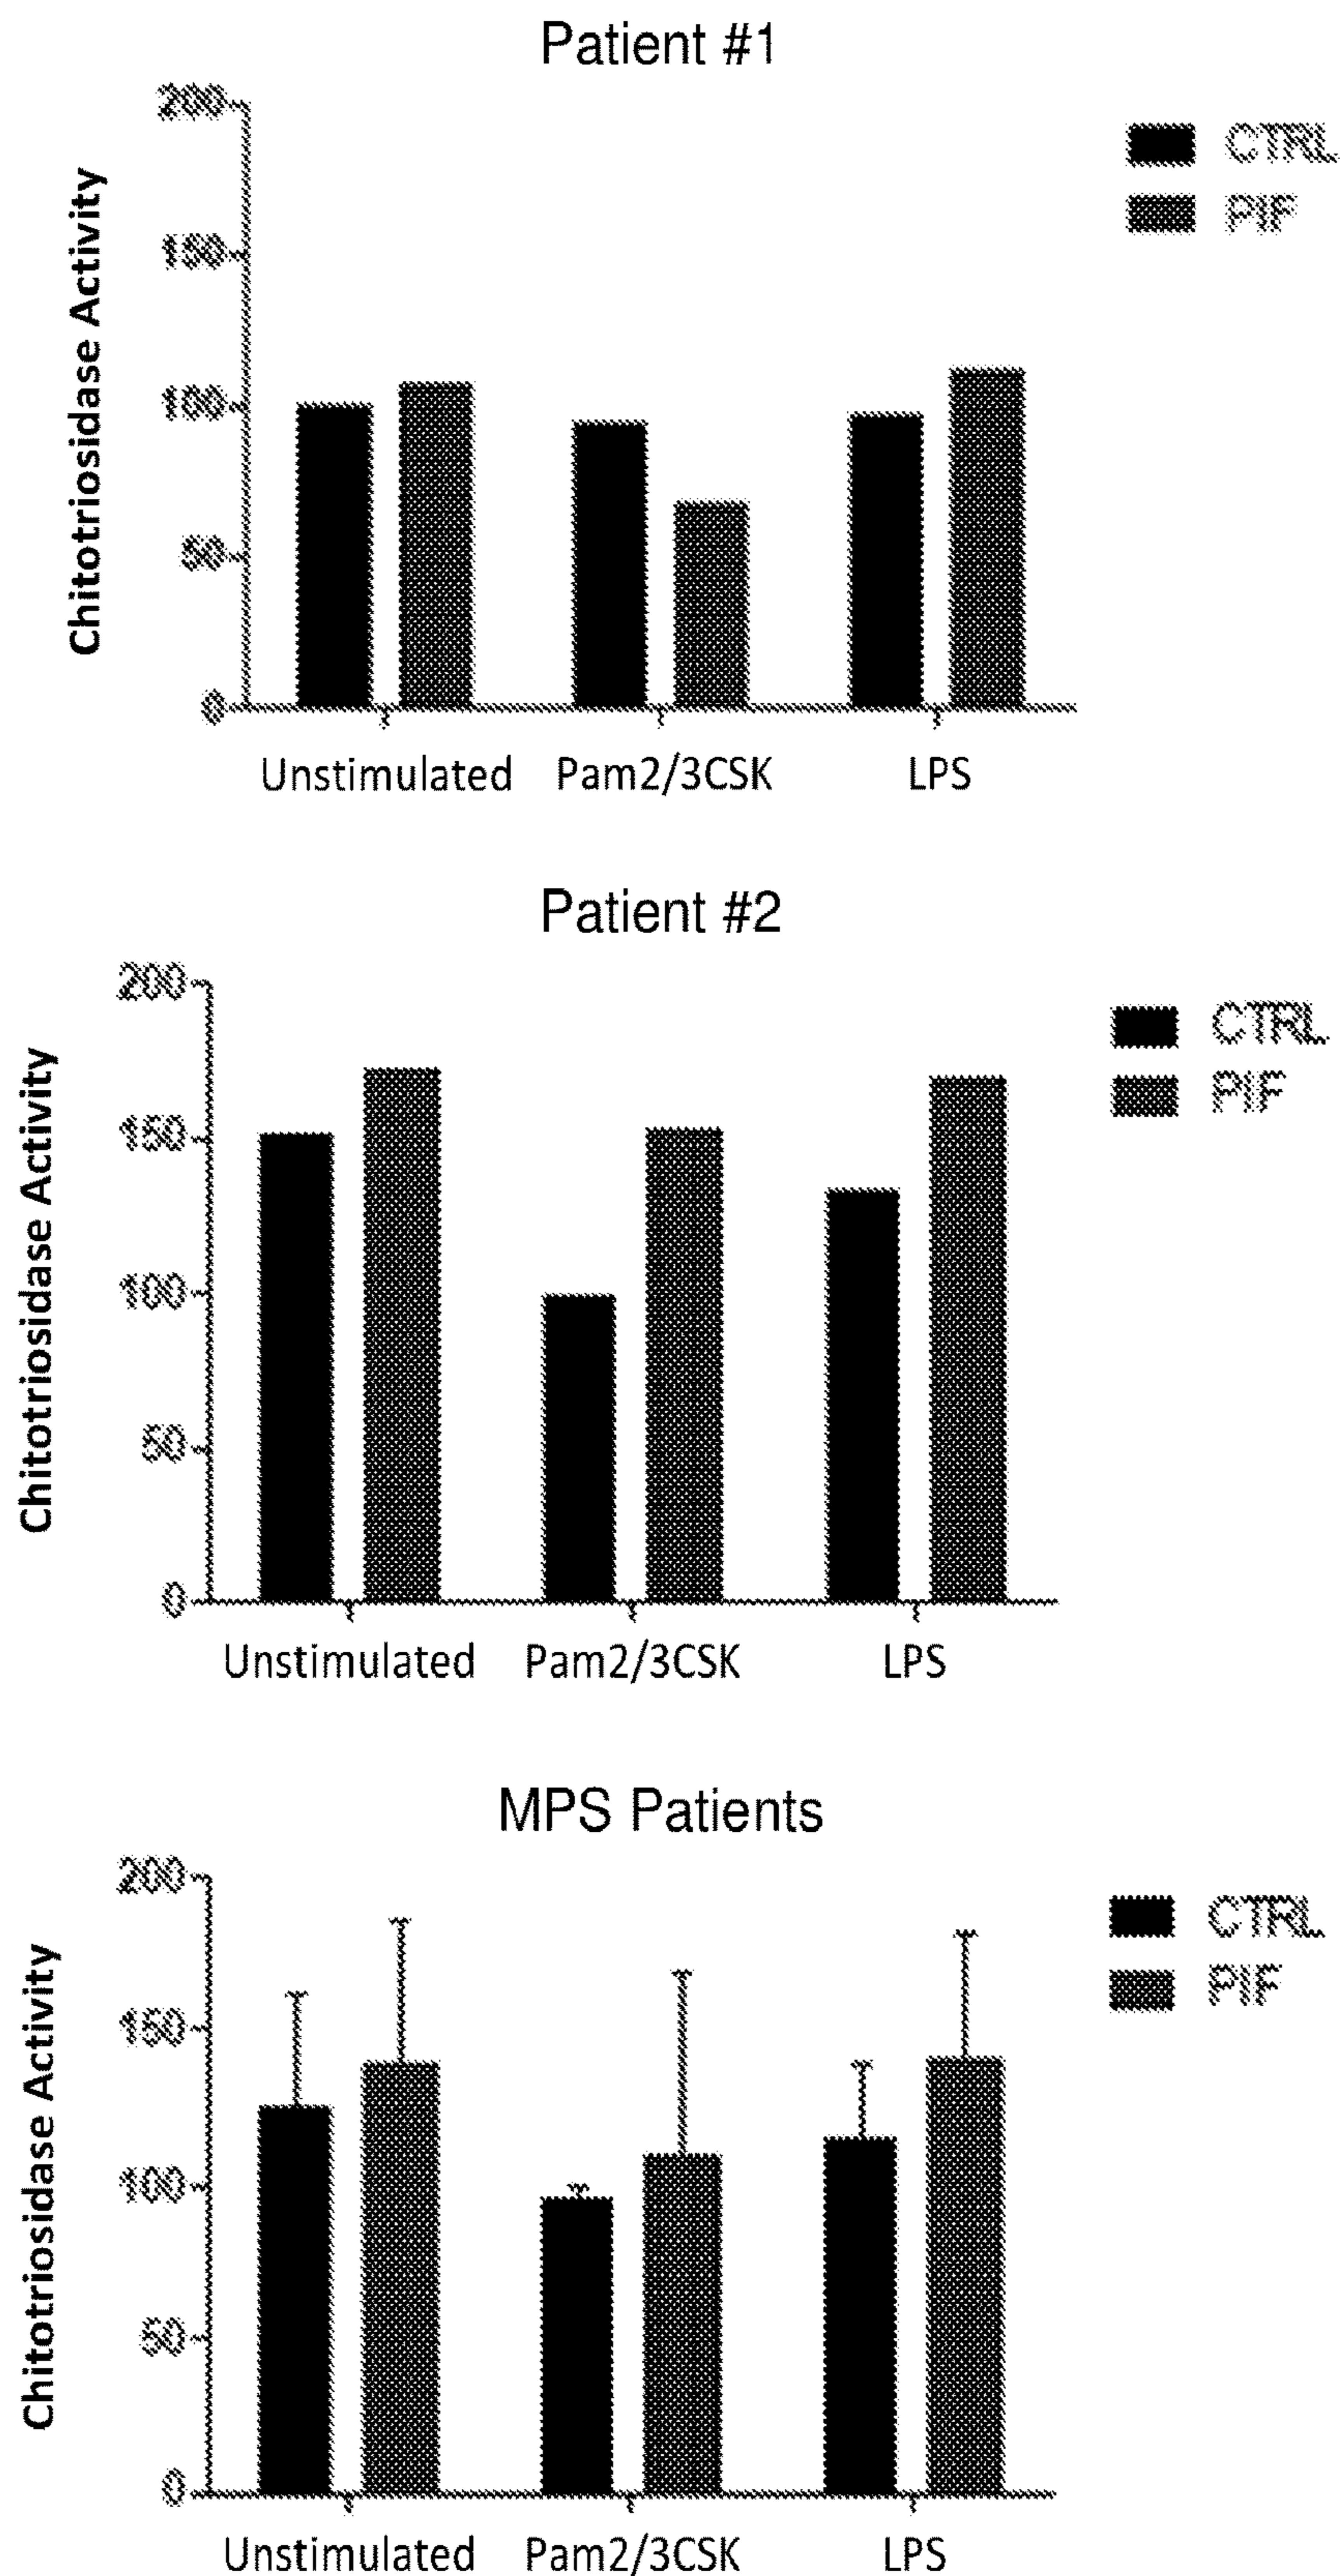 Patient #1
Chitotriosidase Activity
200
150
100
50
0
CTRL
PIF
Unstimulated Pam2/3CSK LPS
Patient #2
Chitotriosidase Activity
200
150
100
50
0
CTRL
PIF
Unstimulated Pam2/3CSK LPS
MPS Patients
Chitotriosidase Activity
200
150
100
50
0
CTRL
PIF
Unstimulated Pam2/3CSK LPS